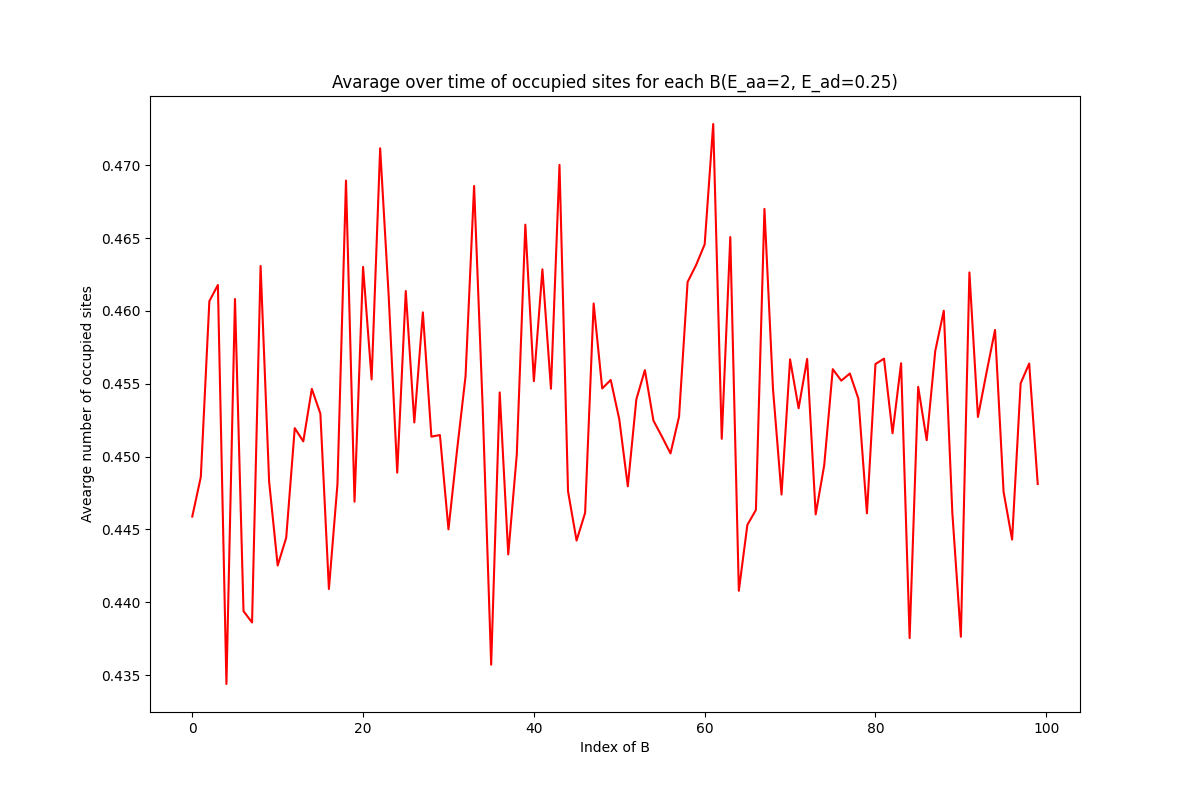 Avarage over time of occupied sites for each B(E_aa=2, E_ad=0.25)
Avearge number of occupied sites
0.470
0.465
0.460
0.455
0.450
0.445
0.440
0.435
0 20 40 60 80 100
Index of B